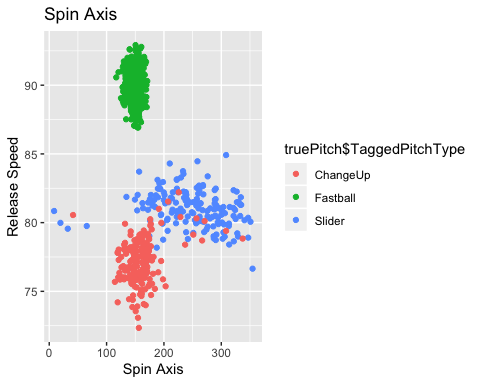 Spin Axis
90
85
80
75
Release Speed
0 100 200 300
Spin Axis
truePitch$TaggedPitchType
ChangeUp
Fastball
Slider